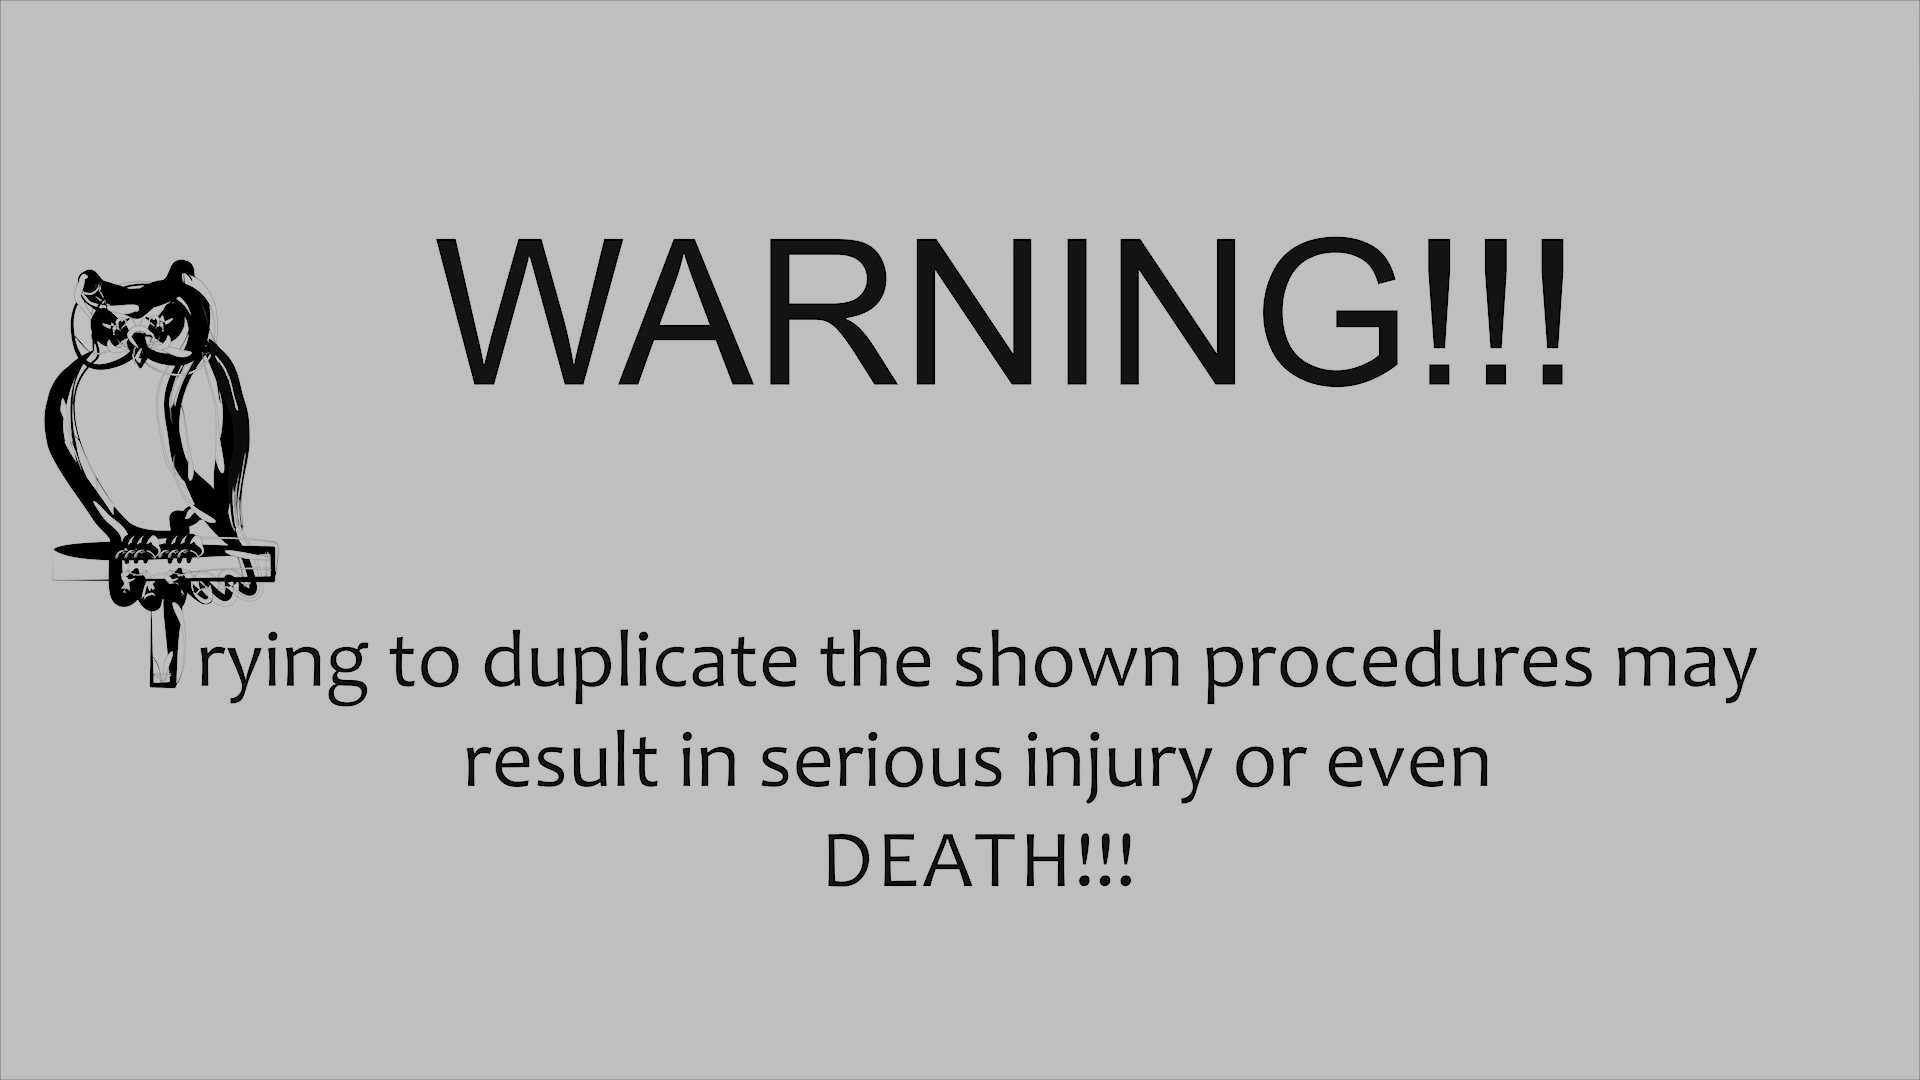 WARNING!!!
Trying to duplicate the shown procedures may
result in serious injury or even
DEATH!!!